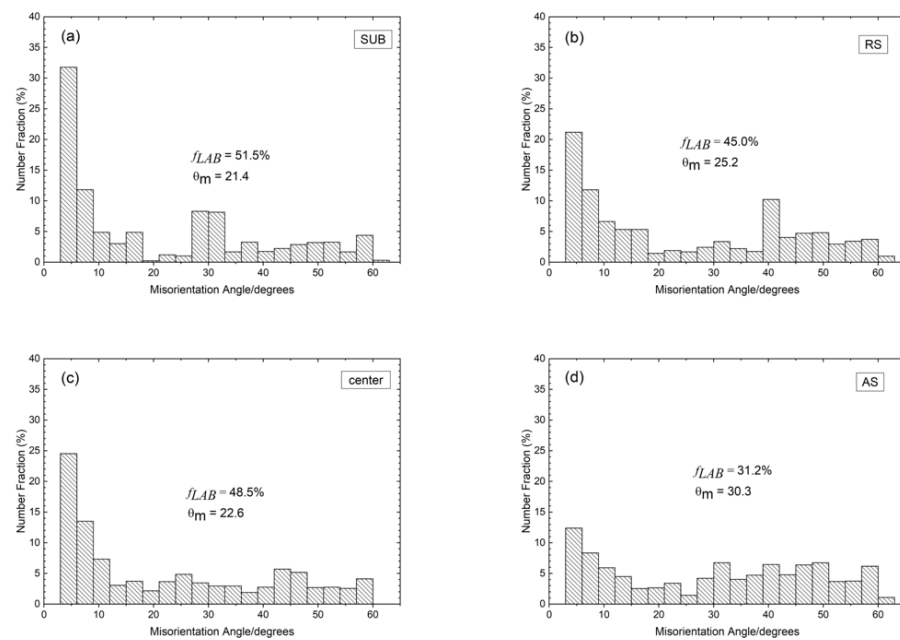 (a)
SUB
40
35
30
25
20
15
10
5
0
Number Fraction (%)
fLAB = 51.5%
θm = 21.4
0 10 20 30 40 50 60
Misorientation Angle/degrees
(b)
RS
40
35
30
25
20
15
10
5
0
Number Fraction (%)
fLAB = 45.0%
θm = 25.2
0 10 20 30 40 50 60
Misorientation Angle/degrees
(c)
center
40
35
30
25
20
15
10
5
0
Number Fraction (%)
fLAB = 48.5%
θm = 22.6
0 10 20 30 40 50 60
Misorientation Angle/degrees
(d)
AS
40
35
30
25
20
15
10
5
0
Number Fraction (%)
fLAB = 31.2%
θm = 30.3
0 10 20 30 40 50 60
Misorientation Angle/degrees